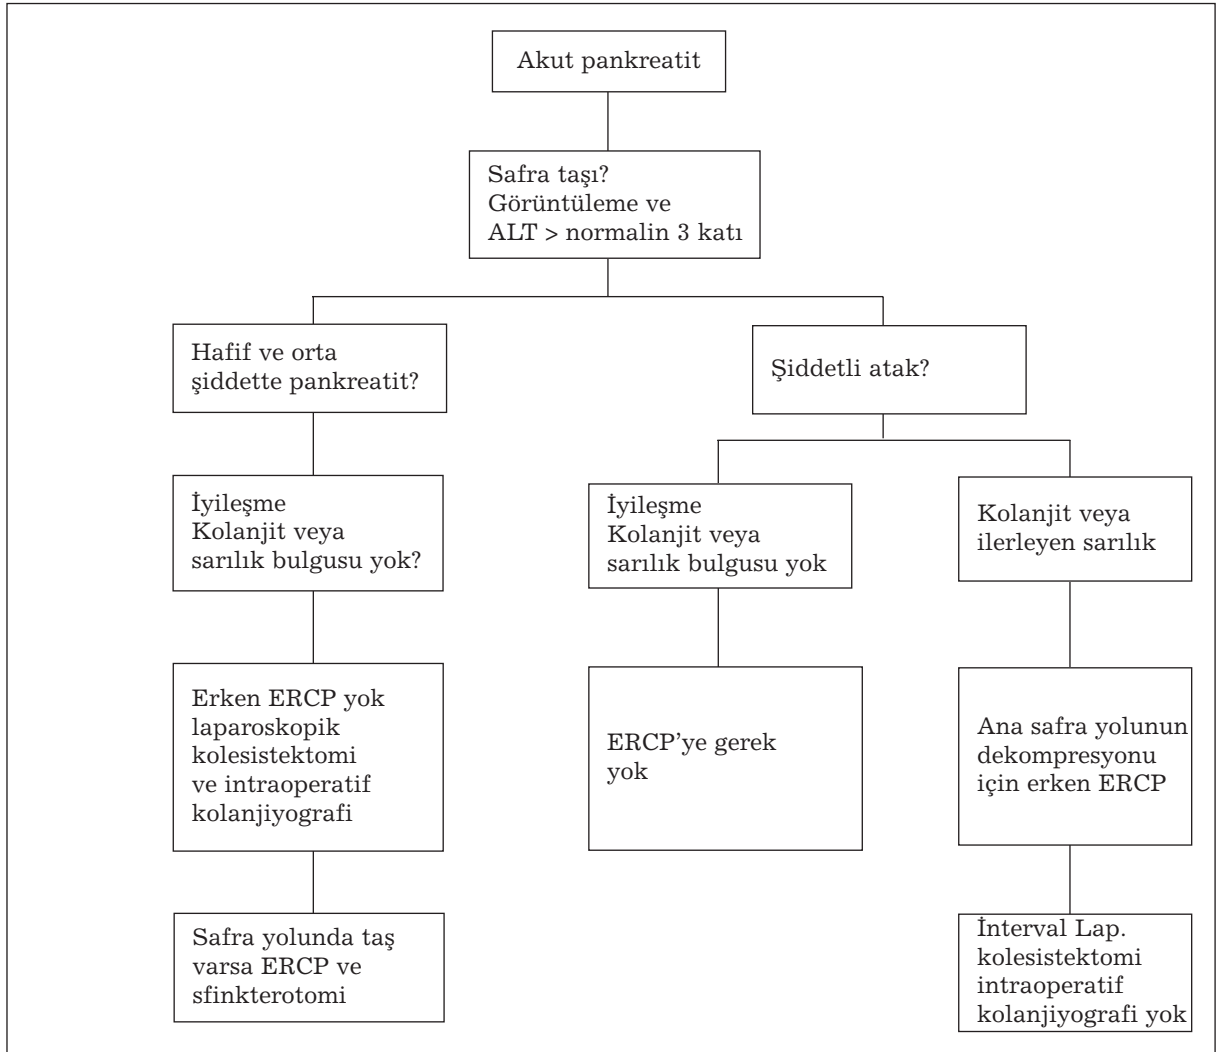 Akut pankreatit
Safra taşı?
Görüntüleme ve
ALT > normalin 3 katı
Hafif ve orta
şiddette pankreatit?
Şiddetli atak?
İyileşme
Kolanjit veya
sarılık bulgusu yok?
İyileşme
Kolanjit veya
sarılık bulgusu yok
Kolanjit veya
ilerleyen sarılık
Erken ERCP yok
laparoskopik
kolesistektomi
ve intraoperatif
kolanjiyografi
ERCP’ye gerek
yok
Ana safra yolunun
dekompresyonu
için erken ERCP
Safra yolunda taş
varsa ERCP ve
sfinkterotomi
İnterval Lap.
kolesistektomi
intraoperatif
kolanjiyografi yok